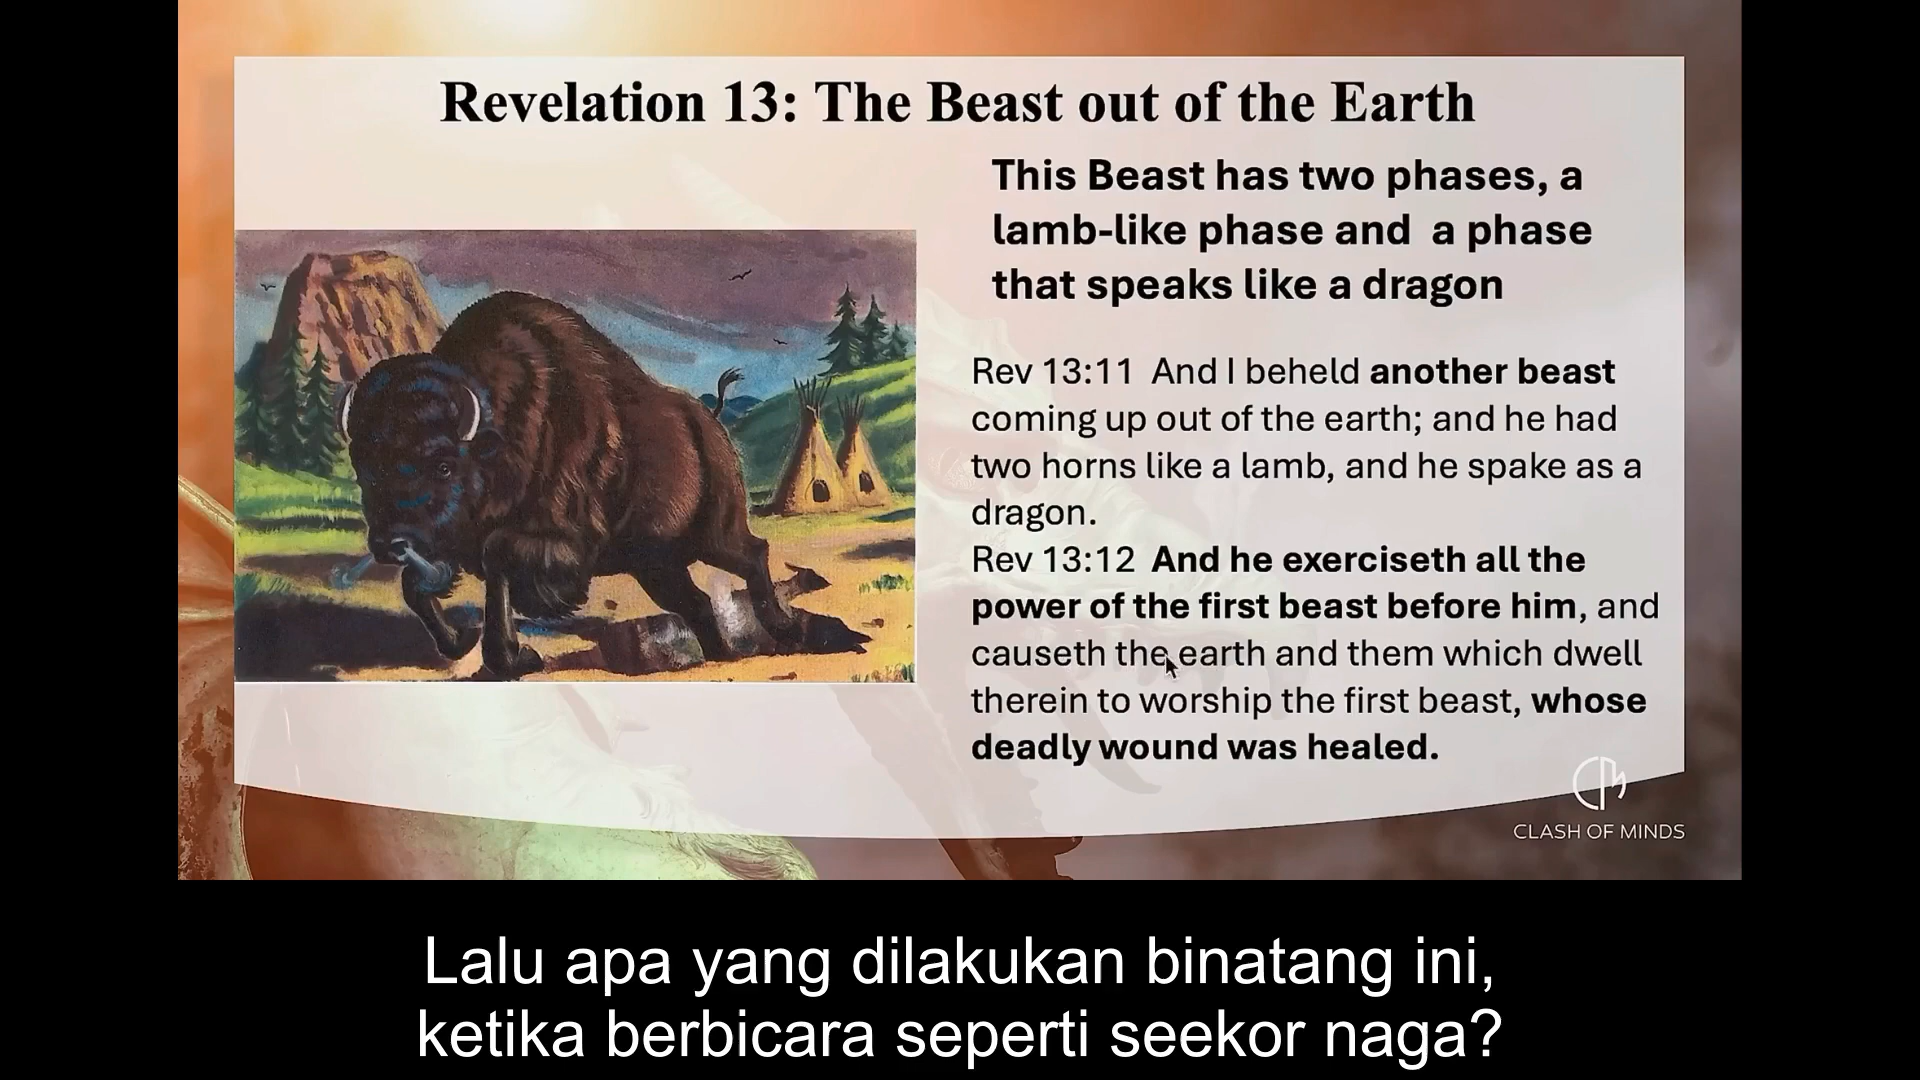 Revelation 13: The Beast out of the Earth
This Beast has two phases, a
lamb-like phase and a phase
that speaks like a dragon
Rev 13:11 And I beheld another beast
coming up out of the earth; and he had
two horns like a lamb, and he spake as a
dragon.
Rev 13:12 And he exerciseth all the
power of the first beast before him, and
causeth the earth and them which dwell
therein to worship the first beast, whose
deadly wound was healed.
CLASH OF MINDS
Lalu apa yang dilakukan binatang ini,
ketika berbicara seperti seekor naga?